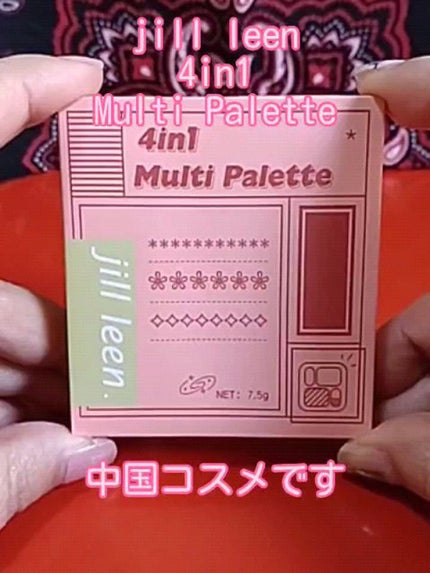 jill leen
4in1
Multi Palette
4in1
Multi Palette
jill leen.
NET: 7.5g
中国コスメです